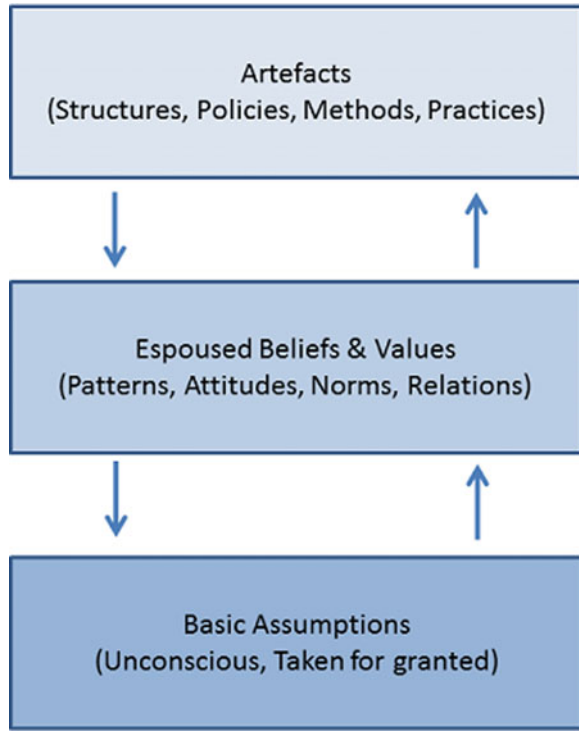 Artefacts
(Structures, Policies, Methods, Practices)
Espoused Beliefs & Values
(Patterns, Attitudes, Norms, Relations)
Basic Assumptions
(Unconscious, Taken for granted)